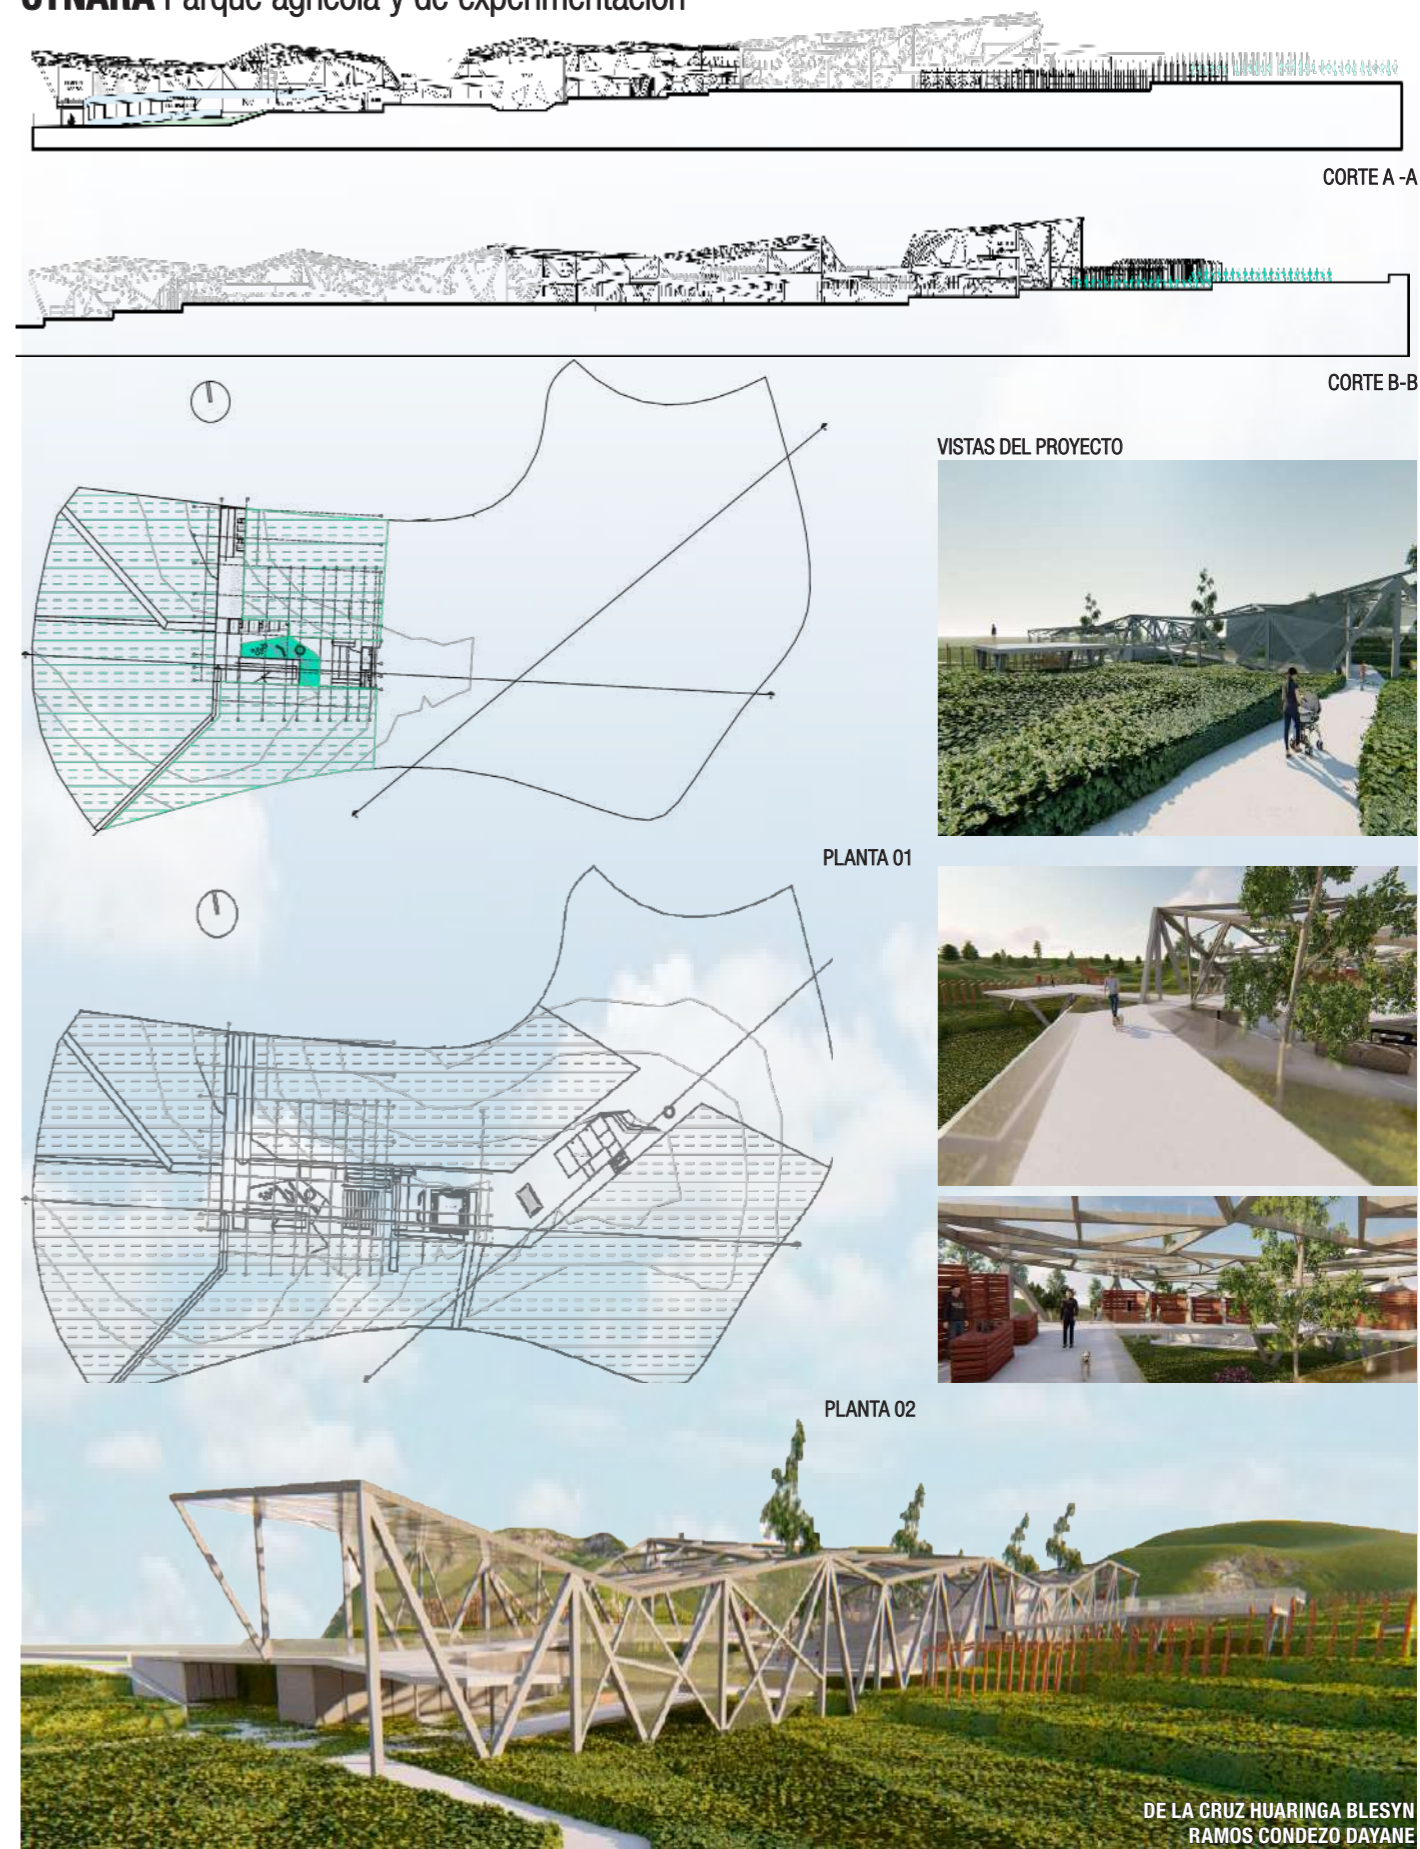 CYNARA Parque agrícola y de experimentación
CORTE A -A
CORTE B-B
VISTAS DEL PROYECTO
PLANTA 01
PLANTA 02
DE LA CRUZ HUARINGA BLESYN
RAMOS CONDEZO DAYANE